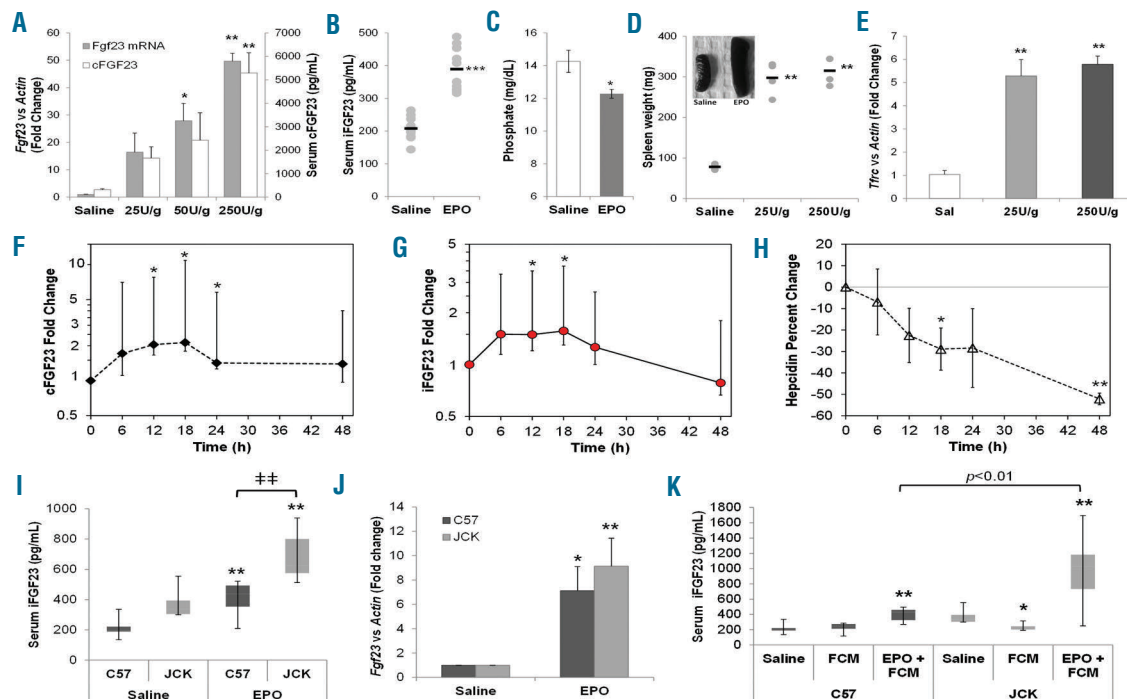 A
Fgf23 vs Actin
(Fold Change)
60
50
40
30
20
10
0
Fgf23 mRNA
cFGF23
**
**
*
7000
6000
5000
4000
3000
2000
1000
0
Serum cFGF23
(pg/mL)
Saline 25U/g 50U/g 250U/g
B
Serum iFGF23 (pg/mL)
500
400
300
200
100
0
***
Saline EPO
C
Phosphate (mg/dL)
16
14
12
10
8
6
*
Saline EPO
D
Spleen weight (mg)
400
300
200
100
0
Saline EPO
**
**
Saline 25U/g 250U/g
E
Tfrc vs Actin (Fold Change)
7
6
5
4
3
2
1
0
**
**
Sal 25U/g 250U/g
F
cFGF23 Fold Change
10
5
3
2
1
0.5
* * *
0 6 12 18 24 30 36 42 48
Time (h)
G
iFGF23 Fold Change
5
4
3
2
1
0.5
* *
0 6 12 18 24 30 36 42 48
Time (h)
H
Hepcidin Percent Change
20
10
0
-10
-20
-30
-40
-50
-60
*
**
0 6 12 18 24 30 36 42 48
Time (h)
I
Serum iFGF23 (pg/mL)
1000
800
600
400
200
0
‡‡
**
**
C57 JCK C57 JCK
Saline EPO
J
Fgf23 vs Actin (Fold change)
14
12
10
8
6
4
2
0
C57
JCK
*
**
Saline EPO
K
Serum iFGF23 (pg/mL)
1800
1600
1400
1200
1000
800
600
400
200
0
p<0.01
**
*
**
Saline FCM EPO + FCM Saline FCM EPO + FCM
C57 JCK